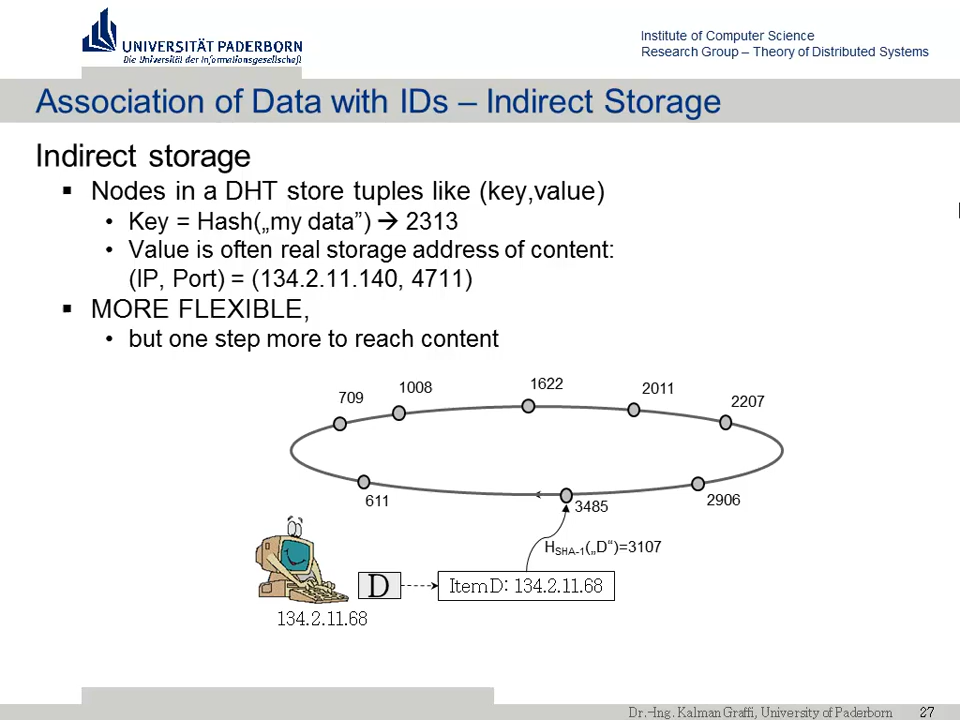 UNIVERSITÄT PADERBORN
Die Universität der Informationsgesellschaft
Institute of Computer Science
Research Group – Theory of Distributed Systems
Association of Data with IDs – Indirect Storage
Indirect storage
▪ Nodes in a DHT store tuples like (key,value)
• Key = Hash(„my data”) → 2313
• Value is often real storage address of content:
(IP, Port) = (134.2.11.140, 4711)
▪ MORE FLEXIBLE,
• but one step more to reach content
709
1008
1622
2011
2207
611
3485
2906
HSHA-1(„D“)=3107
D
Item D: 134.2.11.68
134.2.11.68
Dr.-Ing. Kalman Graffi, University of Paderborn
27